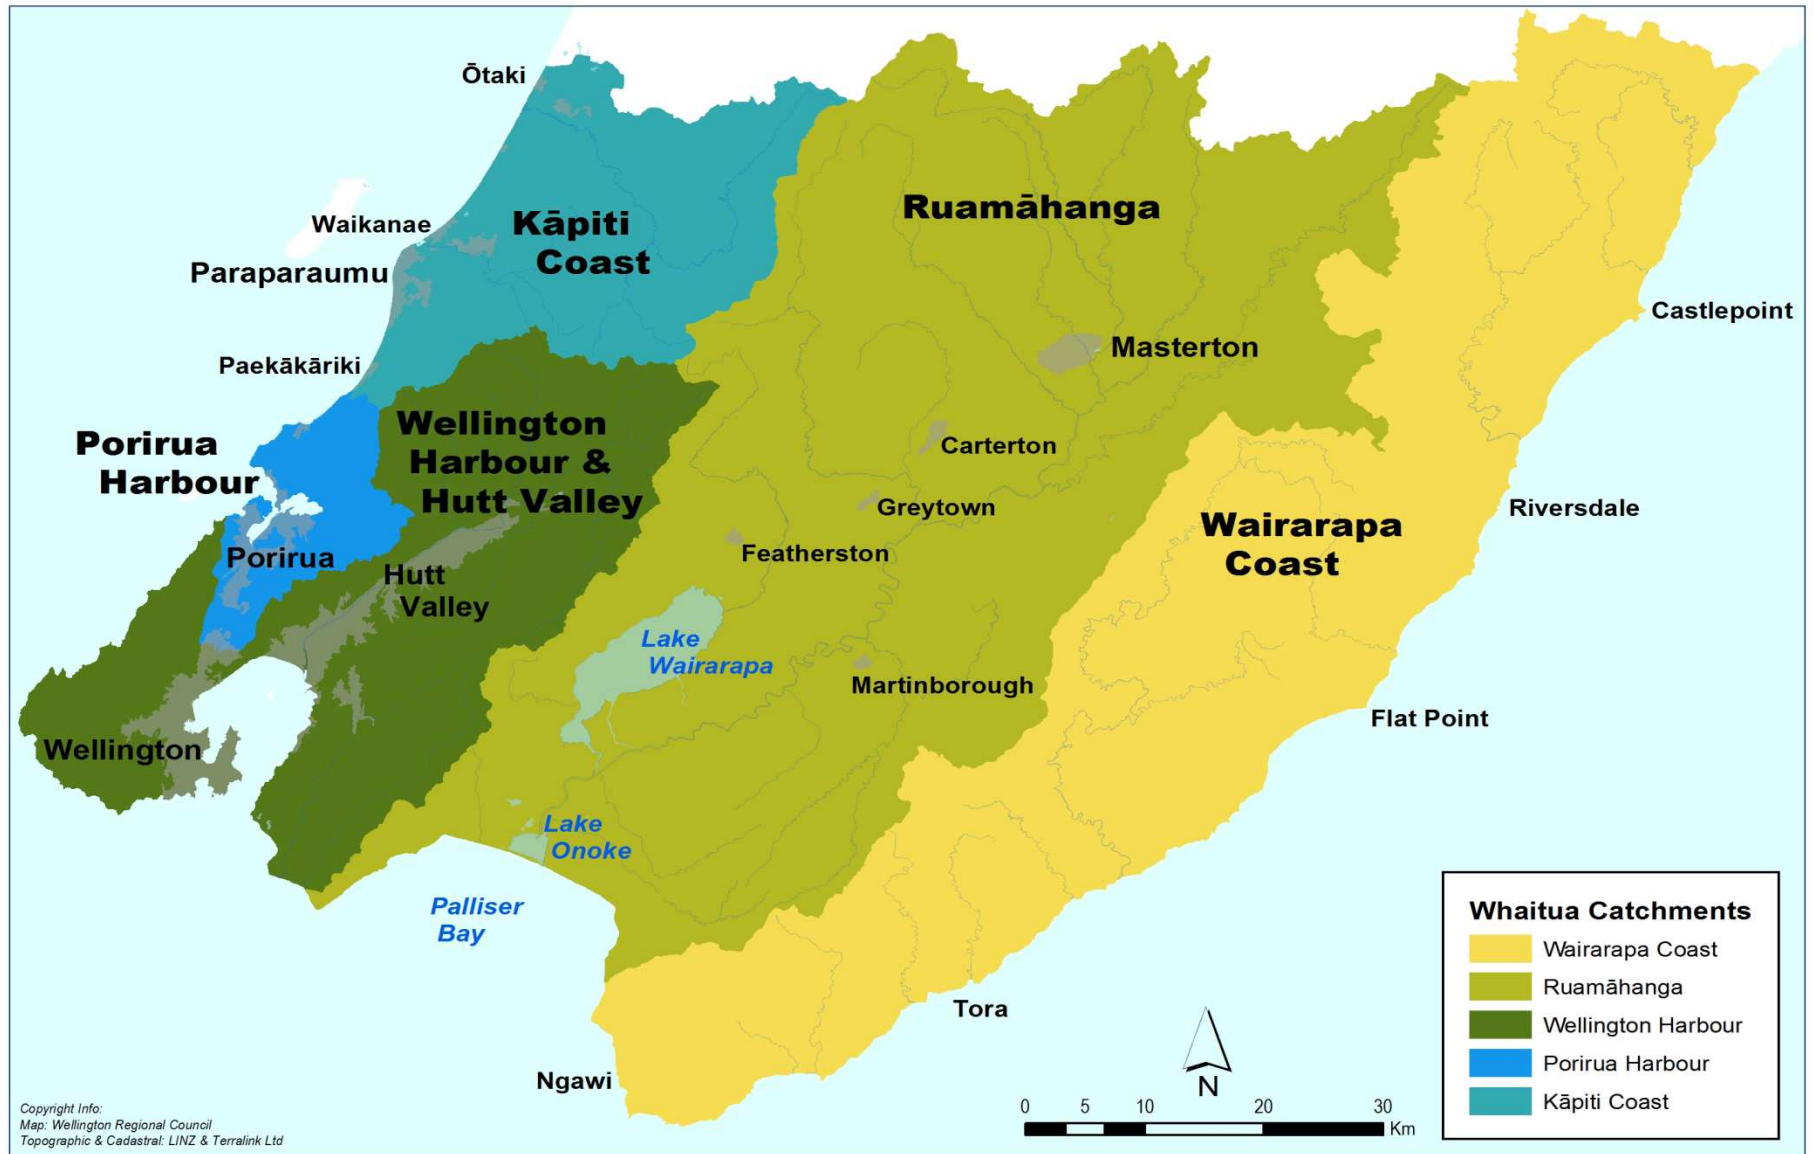 Ōtaki
Waikanae
Kāpiti
Coast
Ruamāhanga
Paraparaumu
Castlepoint
Masterton
Paekākāriki
Wellington
Harbour &
Hutt Valley
Porirua
Harbour
Carterton
Greytown
Riversdale
Wairarapa
Coast
Featherston
Porirua
Hutt
Valley
Lake
Wairarapa
Martinborough
Flat Point
Wellington
Lake
Onoke
Palliser
Bay
Tora
Ngawi
N
0 5 10 20 30
Km
Whaitua Catchments
Wairarapa Coast
Ruamāhanga
Wellington Harbour
Porirua Harbour
Kāpiti Coast
Copyright Info:
Map: Wellington Regional Council
Topographic & Cadastral: LINZ & Terralink Ltd